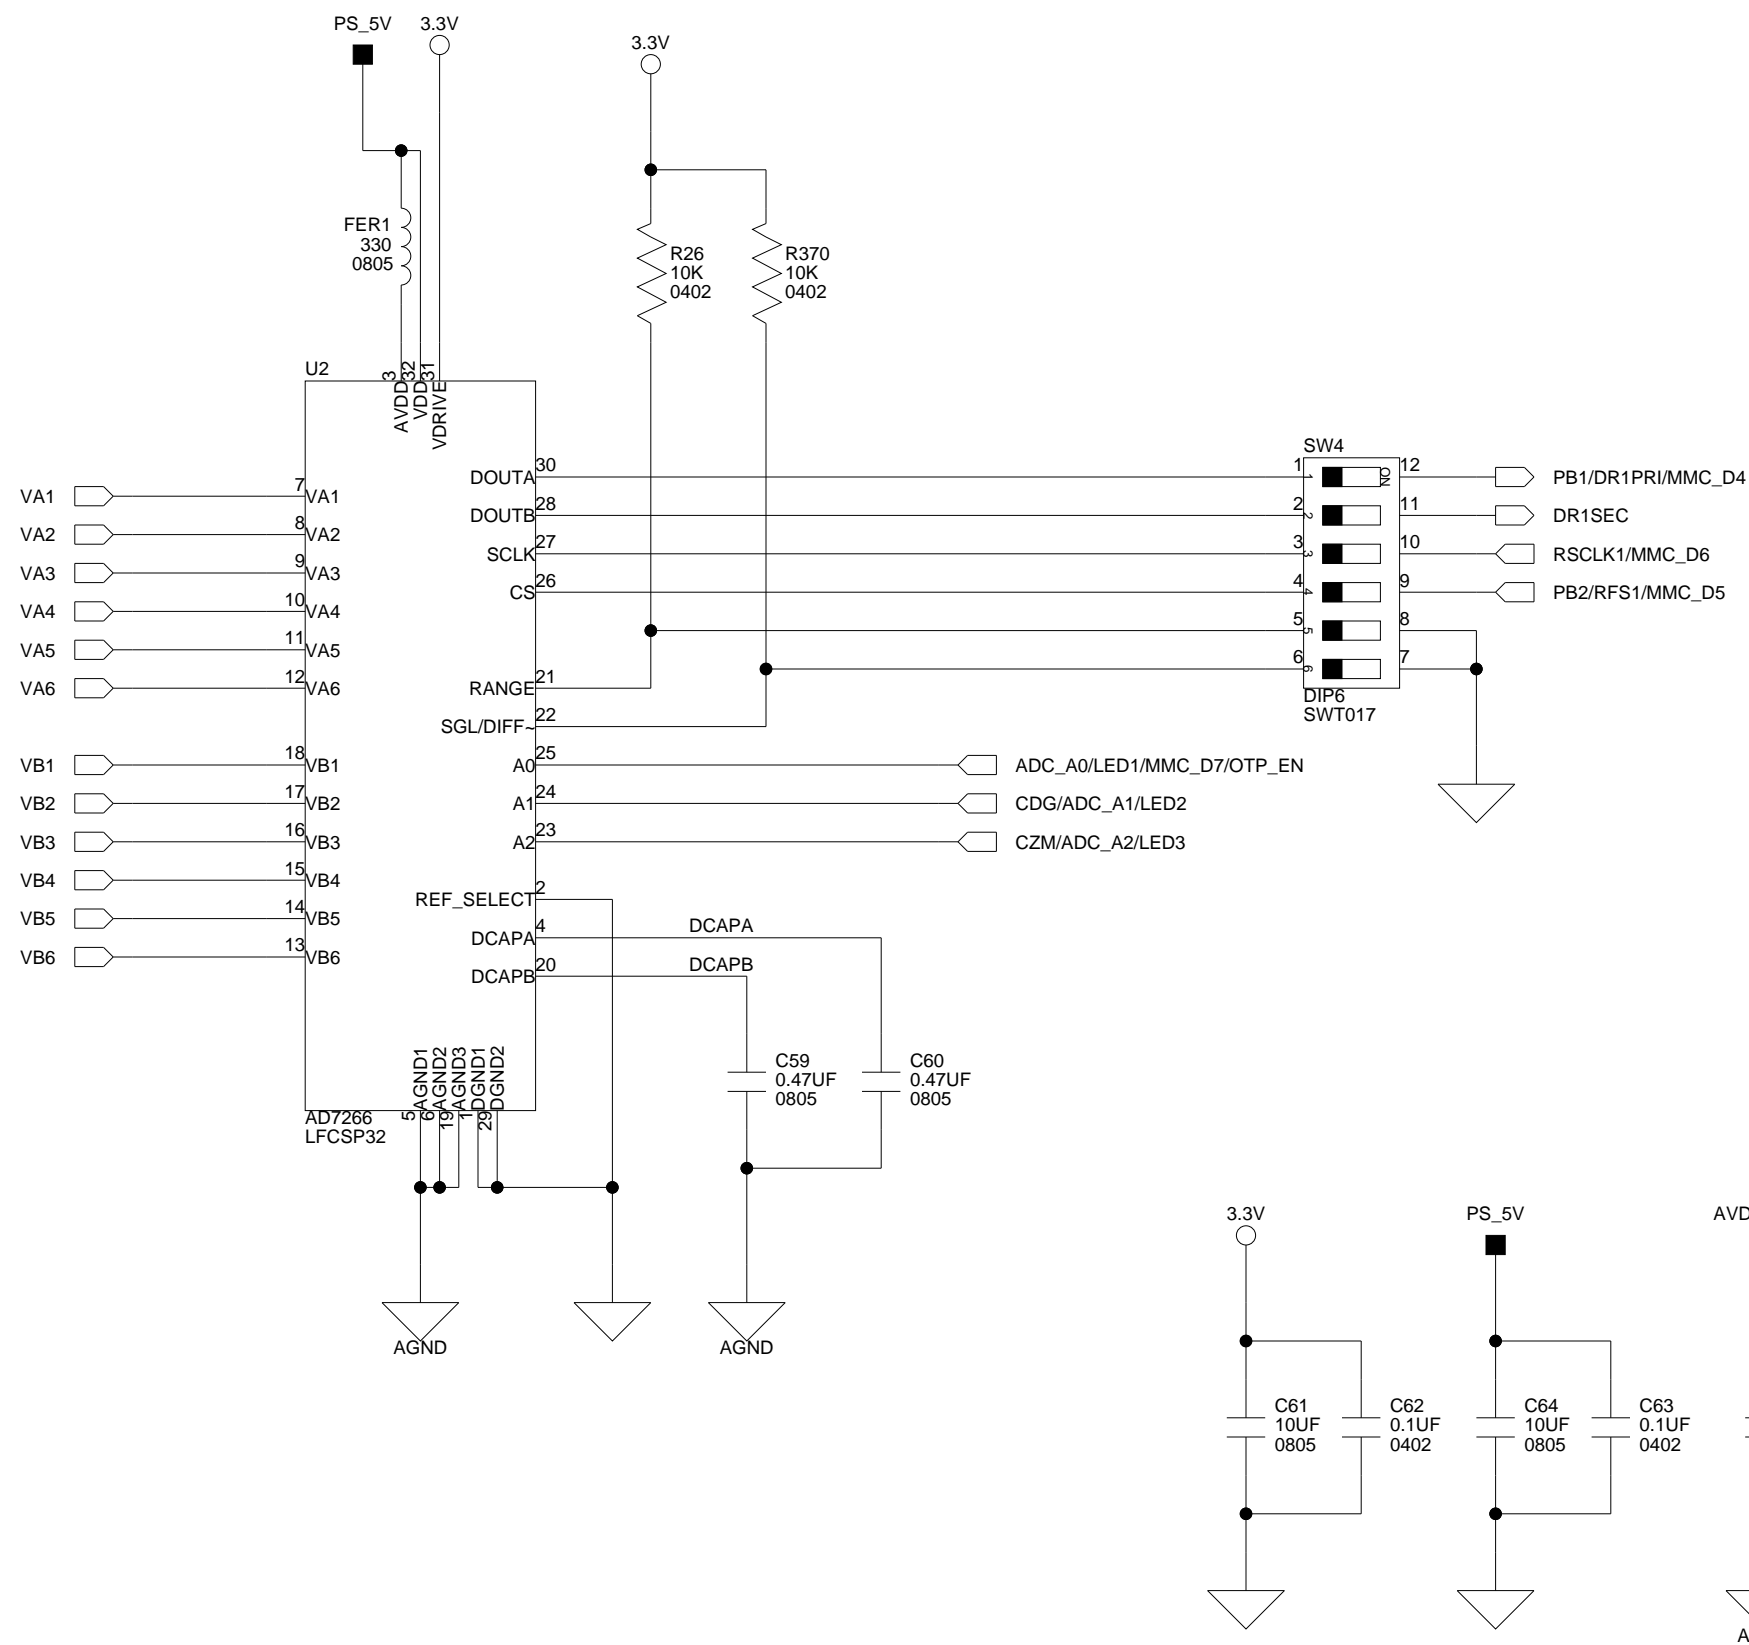 PS_5V
3.3V
3.3V
FER1
330
0805
R26
10K
0402
R370
10K
0402
U2
3
32
31
AVDD
VDD
VDRIVE
SW4
DOUTA 30
1 1 ON 12
PB1/DR1PRI/MMC_D4
VA1
7
VA1
DOUTB 28
2 2 11
DR1SEC
VA2
8
VA2
SCLK 27
3 3 10
RSCLK1/MMC_D6
VA3
9
VA3
CS 26
4 4 9
PB2/RFS1/MMC_D5
VA4
10
VA4
5 5 8
VA5
11
VA5
6 6 7
VA6
12
VA6
RANGE 21
DIP6
SWT017
SGL/DIFF~ 22
VB1
18
VB1
A0 25
ADC_A0/LED1/MMC_D7/OTP_EN
VB2
17
VB2
A1 24
CDG/ADC_A1/LED2
VB3
16
VB3
A2 23
CZM/ADC_A2/LED3
VB4
15
VB4
REF_SELECT 2
VB5
14
VB5
DCAPA 4
DCAPA
VB6
13
VB6
DCAPB 20
DCAPB
AGND1
AGND2
AGND3
DGND1
DGND2
5
6
19
1
29
C59
0.47UF
0805
C60
0.47UF
0805
AD7266
LFCSP32
AGND
AGND
3.3V
PS_5V
AVD
C61
10UF
0805
C62
0.1UF
0402
C64
10UF
0805
C63
0.1UF
0402
A